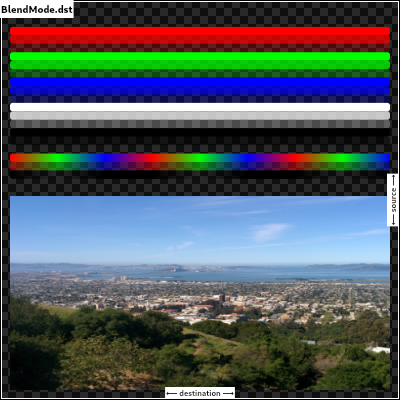 BlendMode.dst
← source →
← destination →